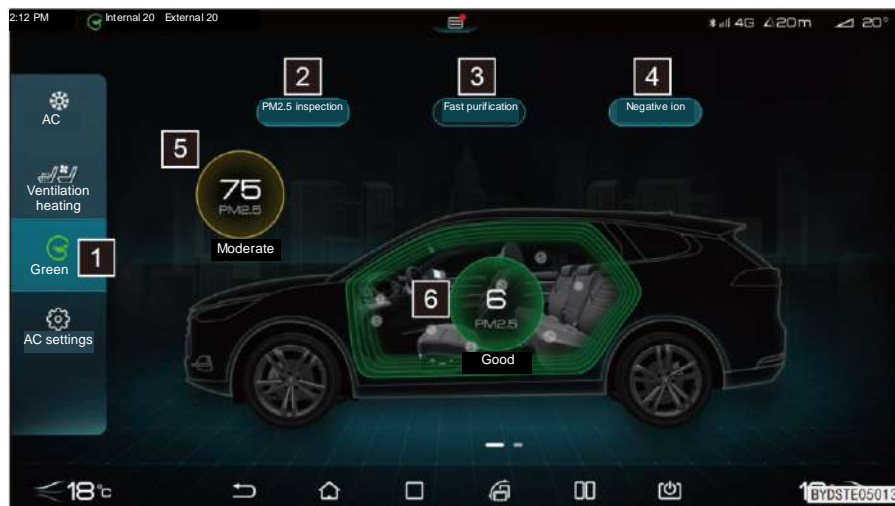 2:12 PM Internal 20 External 20 4G 20m 20°
2 3 4
PM2.5 inspection Fast purification Negative ion
AC
5
75
PM2.5
Moderate
Ventilation
heating
Green 1
6 6
PM2.5
Good
AC settings
18°c
BYDSTE05013